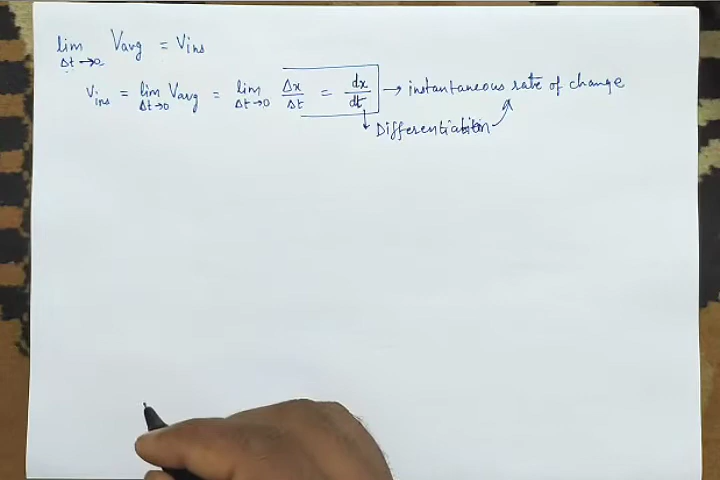 lim Δt→0 Vavg = Vins
Vins = lim Δt→0 Vavg = lim Δt→0 Δx/Δt = dx/dt → instantaneous rate of change
Differentiation